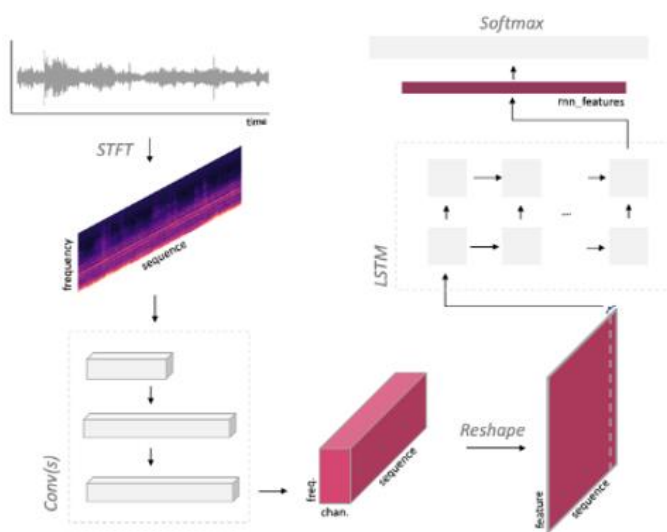 time
STFT
frequency
sequence
Conv(s)
freq.
chan.
sequence
Reshape
feature
sequence
LSTM
...
rnn_features
Softmax